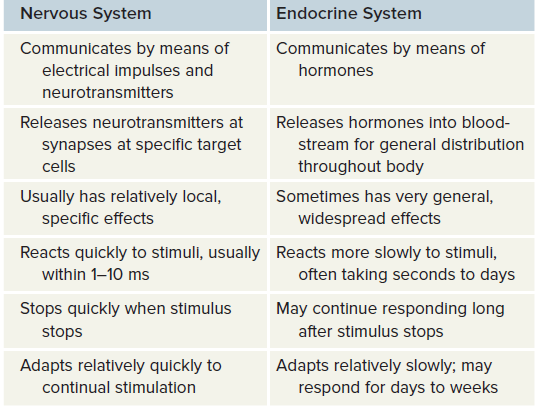 Nervous System
Endocrine System
Communicates by means of
electrical impulses and
neurotransmitters
Communicates by means of
hormones
Releases neurotransmitters at
synapses at specific target
cells
Releases hormones into blood-
stream for general distribution
throughout body
Usually has relatively local,
specific effects
Sometimes has very general,
widespread effects
Reacts quickly to stimuli, usually
within 1–10 ms
Reacts more slowly to stimuli,
often taking seconds to days
Stops quickly when stimulus
stops
May continue responding long
after stimulus stops
Adapts relatively quickly to
continual stimulation
Adapts relatively slowly; may
respond for days to weeks